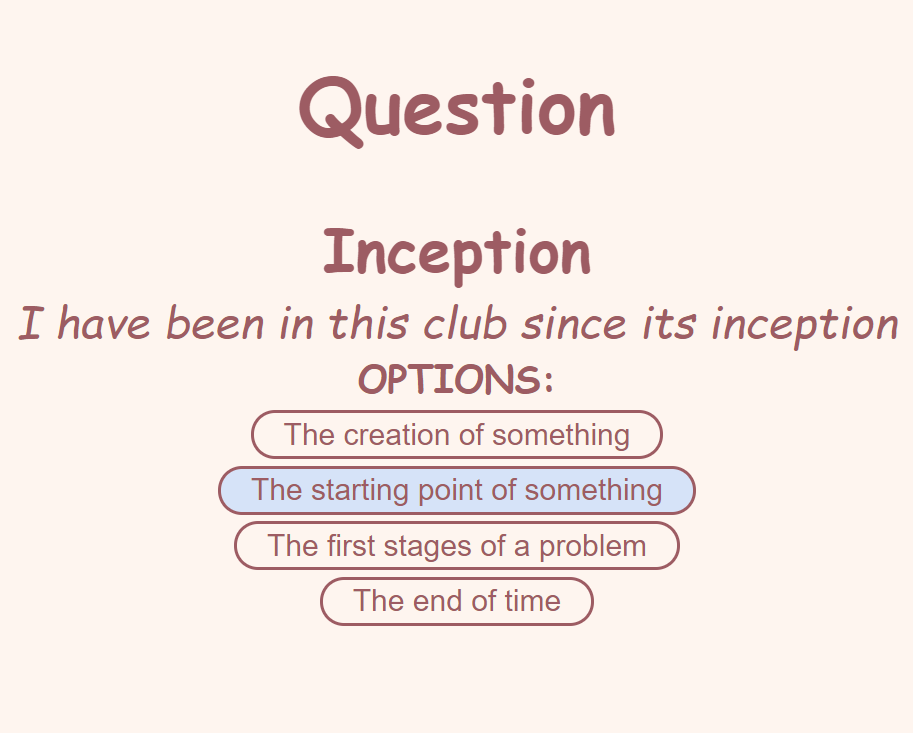 Question
Inception
I have been in this club since its inception
OPTIONS:
The creation of something
The starting point of something
The first stages of a problem
The end of time